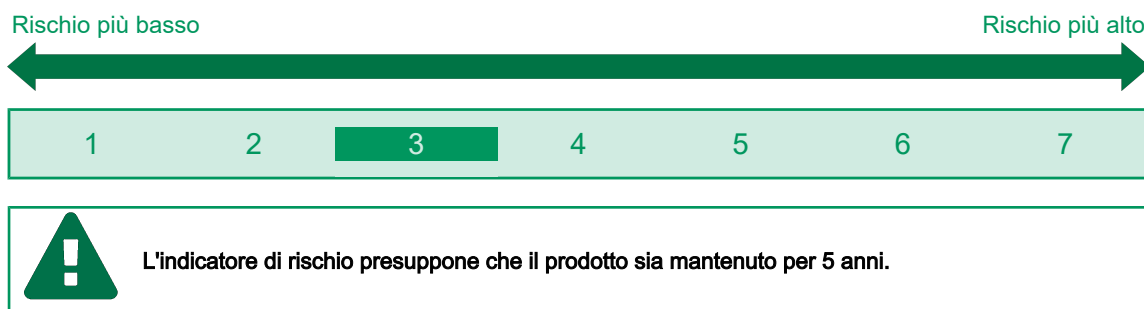 Rischio più basso Rischio più alto
1 2 3 4 5 6 7
L'indicatore di rischio presuppone che il prodotto sia mantenuto per 5 anni.